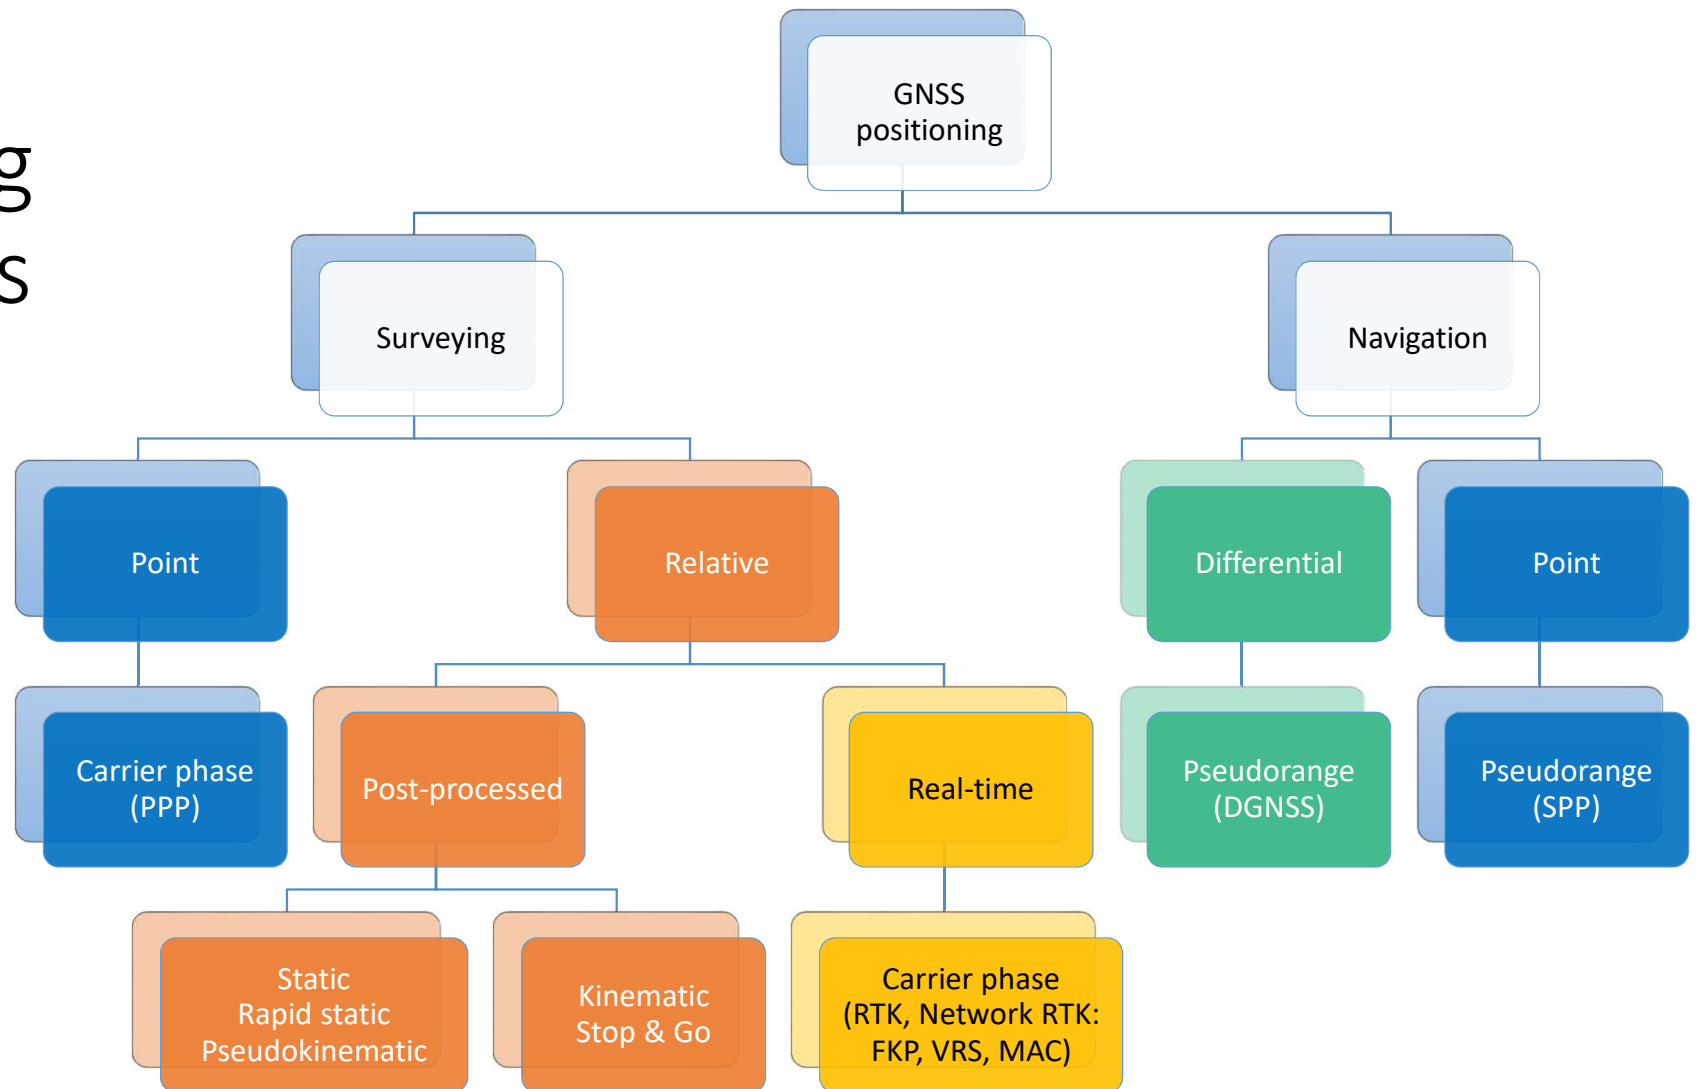 g
s
GNSS
positioning
Surveying
Navigation
Point
Relative
Differential
Point
Carrier phase
(PPP)
Post-processed
Real-time
Pseudorange
(DGNSS)
Pseudorange
(SPP)
Static
Rapid static
Pseudokinematic
Kinematic
Stop & Go
Carrier phase
(RTK, Network RTK:
FKP, VRS, MAC)